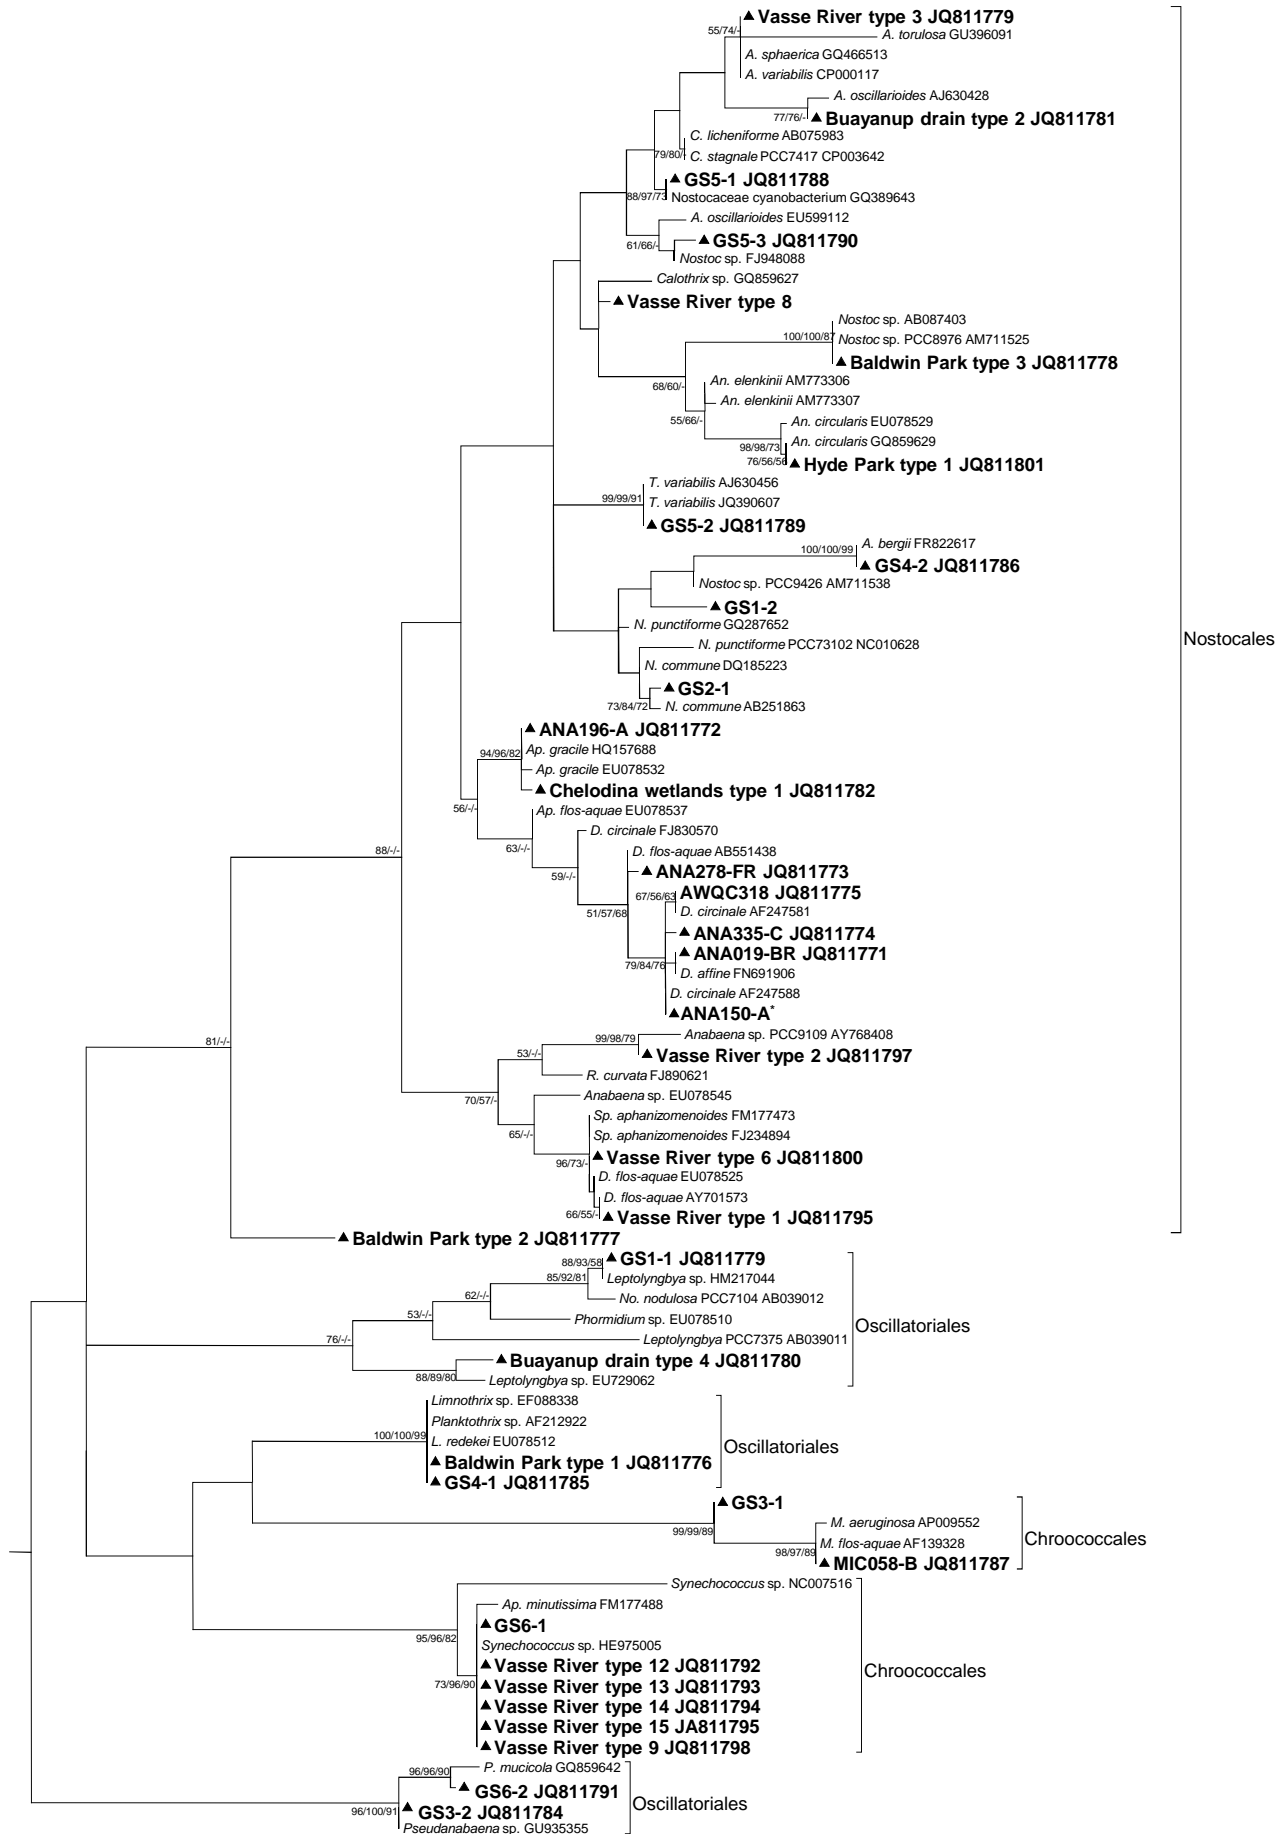 ▲ Vasse River type 3 JQ811779
55/74/-
A. torulosa GU396091
A. sphaerica GQ466513
A. variabilis CP000117
A. oscillarioides AJ630428
77/76/-
▲ Buayanup drain type 2 JQ811781
C. licheniforme AB075983
79/80/-
C. stagnale PCC7417 CP003642
▲ GS5-1 JQ811788
88/97/73
Nostocaceae cyanobacterium GQ389643
A. oscillarioides EU599112
▲ GS5-3 JQ811790
61/66/-
Nostoc sp. FJ948088
Calothrix sp. GQ859627
▲ Vasse River type 8
Nostoc sp. AB087403
100/100/87
Nostoc sp. PCC8976 AM711525
▲ Baldwin Park type 3 JQ811778
An. elenkinii AM773306
68/60/-
An. elenkinii AM773307
55/66/-
An. circularis EU078529
An. circularis GQ859629
98/98/73
76/56/56
▲ Hyde Park type 1 JQ811801
T. variabilis AJ630456
99/99/91
T. variabilis JQ390607
▲ GS5-2 JQ811789
A. bergii FR822617
100/100/99
▲ GS4-2 JQ811786
Nostoc sp. PCC9426 AM711538
▲ GS1-2
N. punctiforme GQ287652
Nostocales
N. punctiforme PCC73102 NC010628
N. commune DQ185223
▲ GS2-1
73/84/72
N. commune AB251863
▲ ANA196-A JQ811772
94/96/82
Ap. gracile HQ157688
Ap. gracile EU078532
▲ Chelodina wetlands type 1 JQ811782
56/-/-
Ap. flos-aquae EU078537
D. circinale FJ830570
63/-/-
88/-/-
D. flos-aquae AB551438
▲ ANA278-FR JQ811773
59/-/-
67/56/63
AWQC318 JQ811775
51/57/68
D. circinale AF247581
▲ ANA335-C JQ811774
▲ ANA019-BR JQ811771
79/84/76
D. affine FN691906
D. circinale AF247588
▲ ANA150-A*
Anabaena sp. PCC9109 AY768408
81/-/-
99/98/79
▲ Vasse River type 2 JQ811797
53/-/-
R. curvata FJ890621
70/57/-
Anabaena sp. EU078545
Sp. aphanizomenoides FM177473
65/-/-
Sp. aphanizomenoides FJ234894
▲ Vasse River type 6 JQ811800
96/73/-
D. flos-aquae EU078525
D. flos-aquae AY701573
66/55/-
▲ Vasse River type 1 JQ811795
▲ Baldwin Park type 2 JQ811777
▲ GS1-1 JQ811779
88/93/58
Leptolyngbya sp. HM217044
85/92/81
No. nodulosa PCC7104 AB039012
62/-/-
Phormidium sp. EU078510
53/-/-
Oscillatoriales
Leptolyngbya PCC7375 AB039011
76/-/-
▲ Buayanup drain type 4 JQ811780
88/89/80
Leptolyngbya sp. EU729062
Limnothrix sp. EF088338
Planktothrix sp. AF212922
100/100/99
L. redekei EU078512
Oscillatoriales
▲ Baldwin Park type 1 JQ811776
▲ GS4-1 JQ811785
▲ GS3-1
M. aeruginosa AP009552
99/99/89
M. flos-aquae AF139328
Chroococcales
98/97/89
▲ MIC058-B JQ811787
Synechococcus sp. NC007516
Ap. minutissima FM177488
▲ GS6-1
95/96/82
Synechococcus sp. HE975005
▲ Vasse River type 12 JQ811792
Chroococcales
73/96/90
▲ Vasse River type 13 JQ811793
▲ Vasse River type 14 JQ811794
▲ Vasse River type 15 JA811795
▲ Vasse River type 9 JQ811798
P. mucicola GQ859642
96/96/90
▲ GS6-2 JQ811791
Oscillatoriales
96/100/91
▲ GS3-2 JQ811784
Pseudanabaena sp. GU935355